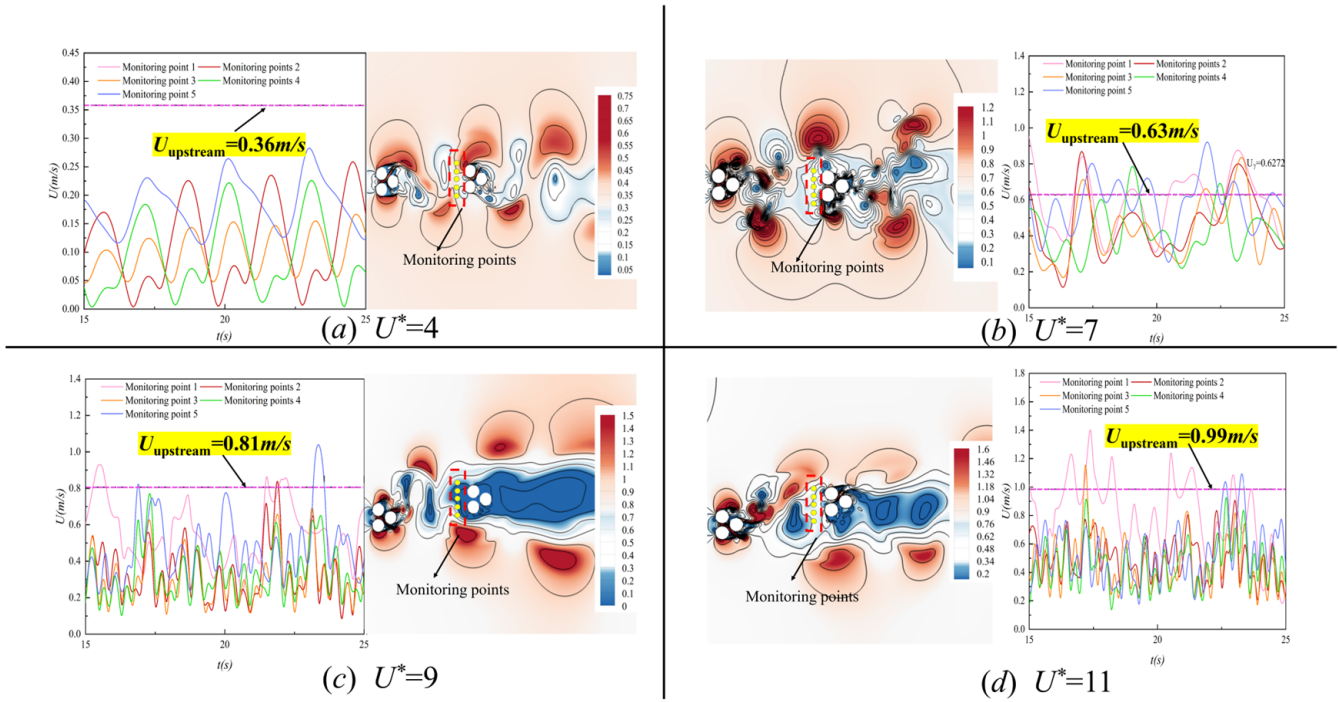 0.45
0.40
0.35
0.30
0.25
0.20
0.15
0.10
0.05
0.00
U(m/s)
Monitoring point 1 Monitoring points 2
Monitoring point 3 Monitoring points 4
Monitoring point 5
Uupstream=0.36m/s
15 20 25
t(s)
0.75
0.7
0.65
0.6
0.55
0.5
0.45
0.4
0.35
0.3
0.25
0.2
0.15
0.1
0.05
Monitoring points
(a) U*=4
1.2
1.1
1
0.9
0.8
0.7
0.6
0.5
0.4
0.3
0.2
0.1
Monitoring points
1.4
1.2
1.0
0.8
0.6
0.4
0.2
0.0
U(m/s)
Monitoring point 1 Monitoring points 2
Monitoring point 3 Monitoring points 4
Monitoring point 5
Uupstream=0.63m/s
U7=0.6272
15 20 25
t(s)
(b) U*=7
1.4
1.2
1.0
0.8
0.6
0.4
0.2
0.0
U(m/s)
Monitoring point 1 Monitoring points 2
Monitoring point 3 Monitoring points 4
Monitoring point 5
Uupstream=0.81m/s
15 20 25
t(s)
1.5
1.4
1.3
1.2
1.1
1
0.9
0.8
0.7
0.6
0.5
0.4
0.3
0.2
0.1
0
Monitoring points
(c) U*=9
1.6
1.46
1.32
1.18
1.04
0.9
0.76
0.62
0.48
0.34
0.2
Monitoring points
1.8
1.6
1.4
1.2
1.0
0.8
0.6
0.4
0.2
0.0
U(m/s)
Monitoring point 1 Monitoring points 2
Monitoring point 3 Monitoring points 4
Monitoring point 5
Uupstream=0.99m/s
15 20 25
t(s)
(d) U*=11